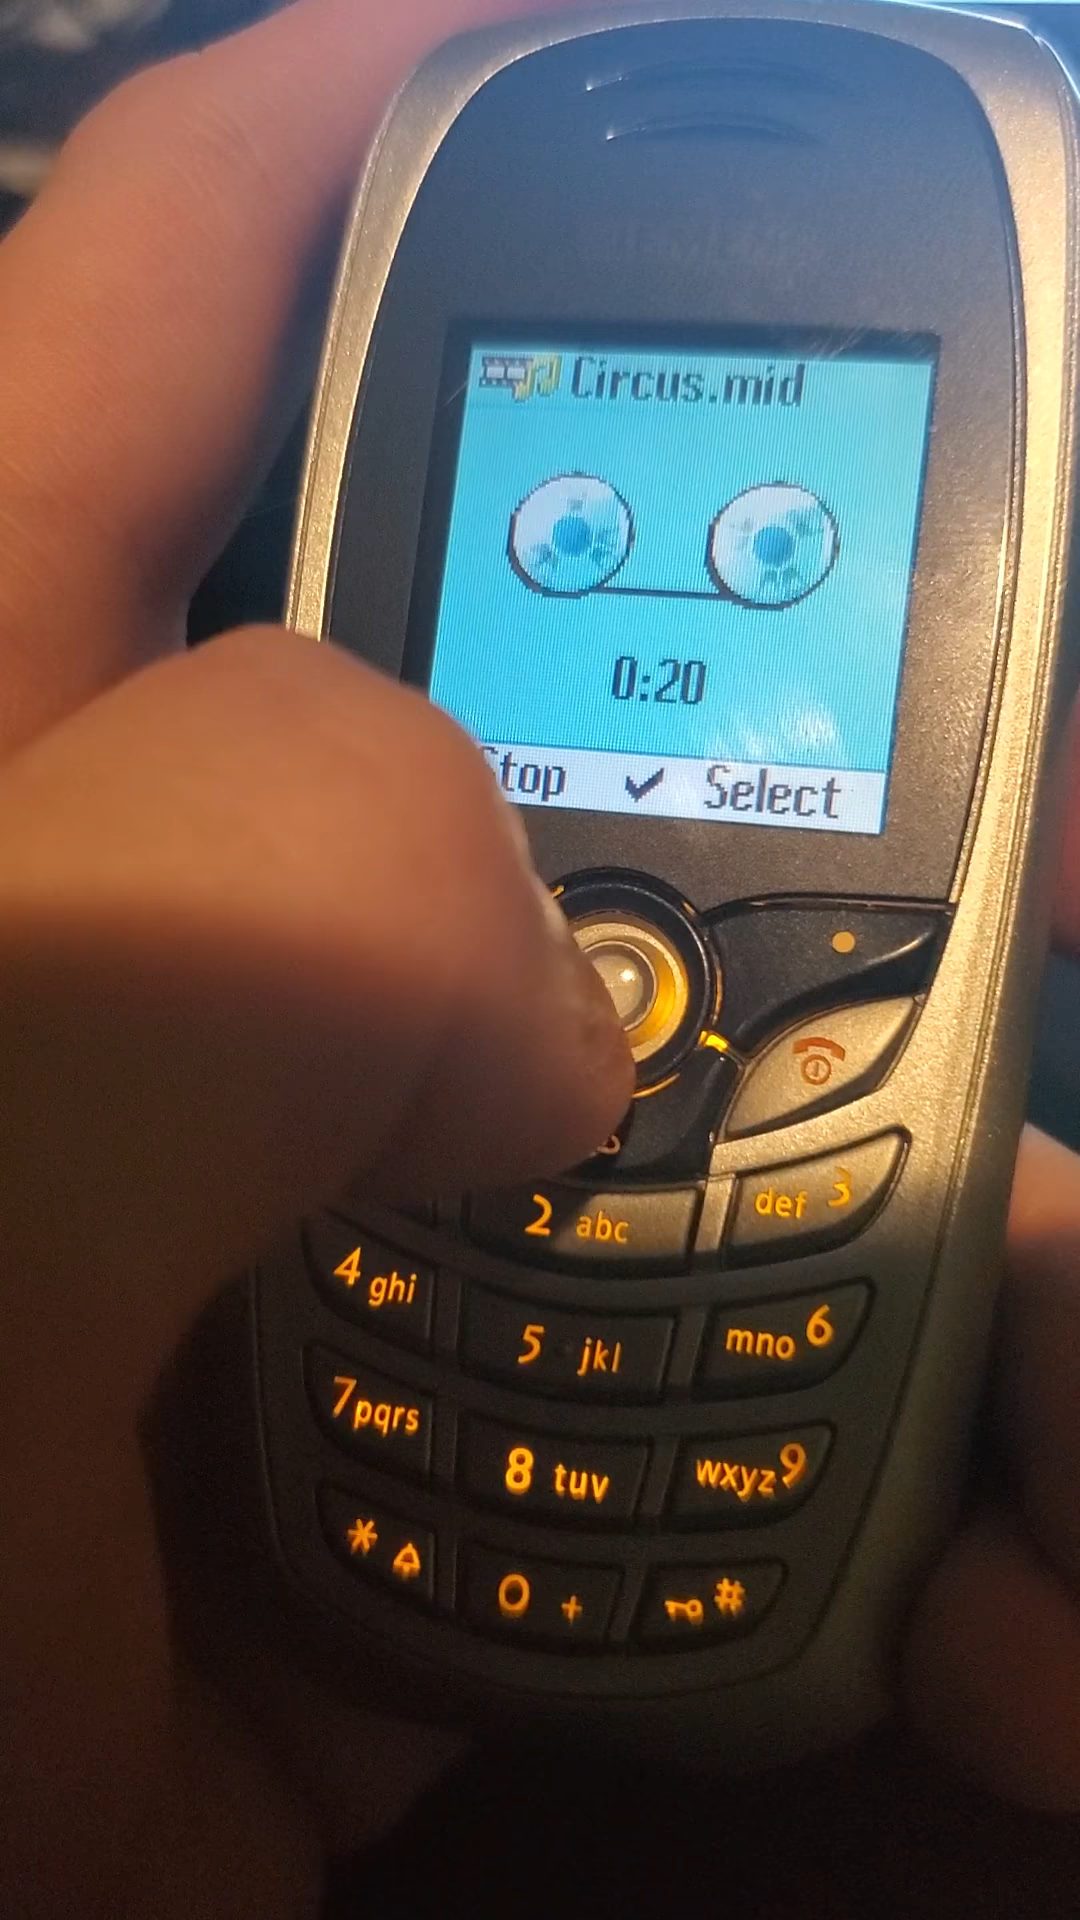 Circus.mid
0:20
Stop Select
2 abc def 3
4 ghi 5 jkl mno 6
7pqrs 8 tuv wxyz9
* 0 + #